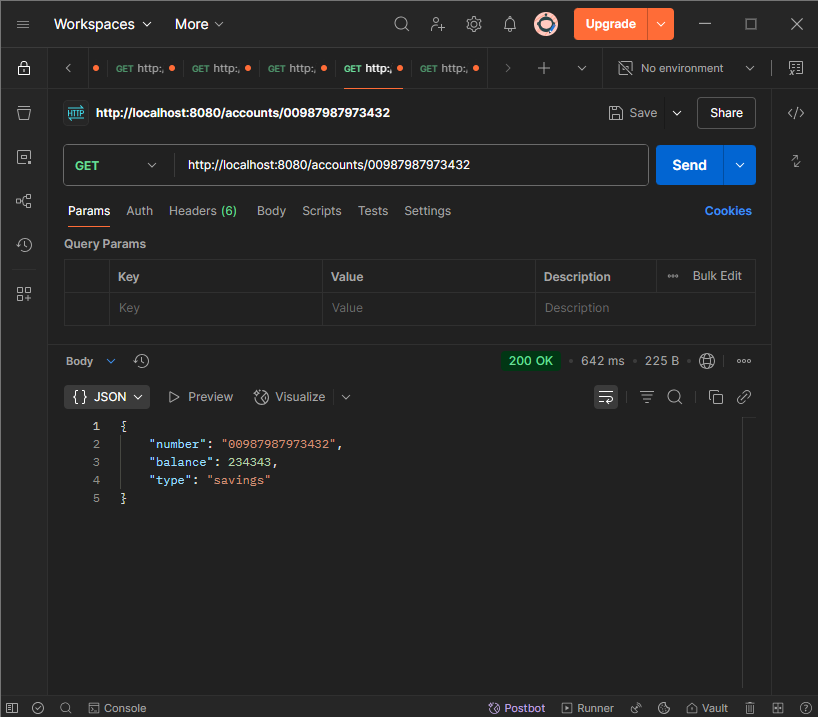 Workspaces More Upgrade
GET http:, GET http:, GET http:, GET http:, GET http:, No environment
HTTP http://localhost:8080/accounts/00987987973432 Save Share
GET http://localhost:8080/accounts/00987987973432 Send
Params Auth Headers (6) Body Scripts Tests Settings Cookies
Query Params
Key Value Description Bulk Edit
Key Value Description
Body 200 OK 642 ms 225 B
{} JSON Preview Visualize
1 {
2 "number": "00987987973432",
3 "balance": 234343,
4 "type": "savings"
5 }
Console Postbot Runner Vault